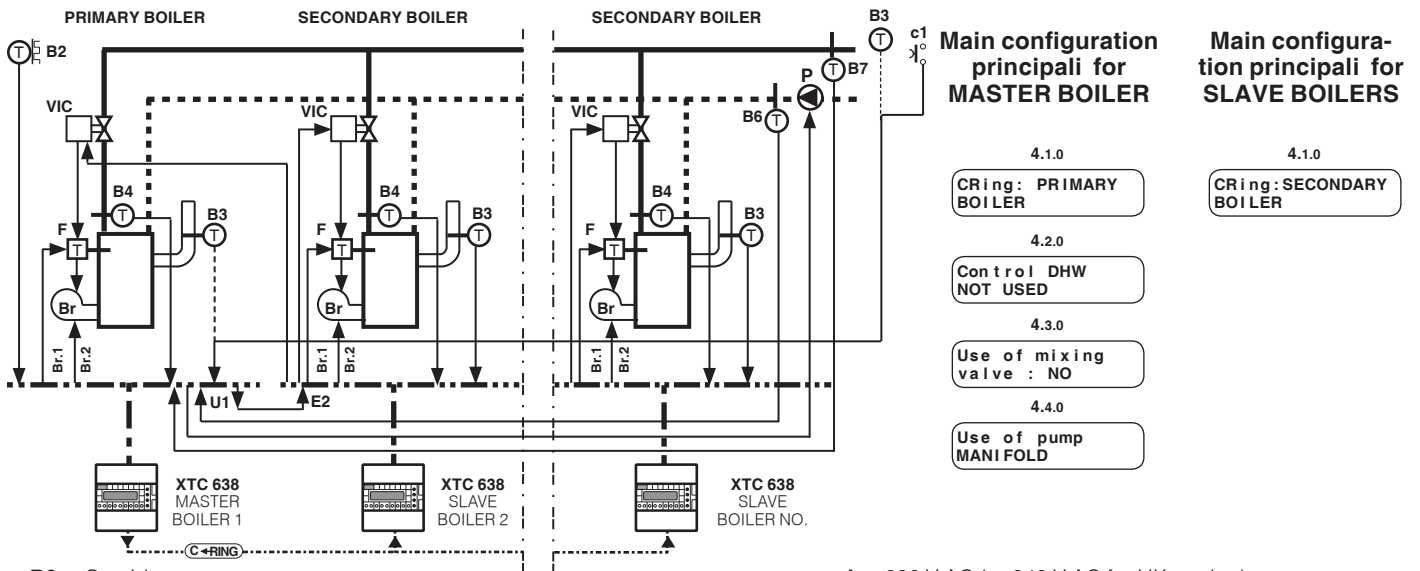 PRIMARY BOILER
SECONDARY BOILER
SECONDARY BOILER
B3
c1
T
B2
T
B7
T
P
B6
T
VIC
VIC
VIC
B4
T
B3
T
F
T
Br
Br.1
Br.2
B4
T
B3
T
F
T
Br
Br.1
Br.2
B4
T
B3
T
F
T
Br
Br.1
Br.2
U1
E2
XTC 638
MASTER
BOILER 1
XTC 638
SLAVE
BOILER 2
XTC 638
SLAVE
BOILER NO.
C RING
Main configuration
principali for
MASTER BOILER
4.1.0
CRing: PRIMARY
BOILER
4.2.0
Control DHW
NOT USED
4.3.0
Use of mixing
valve : NO
4.4.0
Use of pump
MANIFOLD
Main configura-
tion principali for
SLAVE BOILERS
4.1.0
CRing:SECONDARY
BOILER